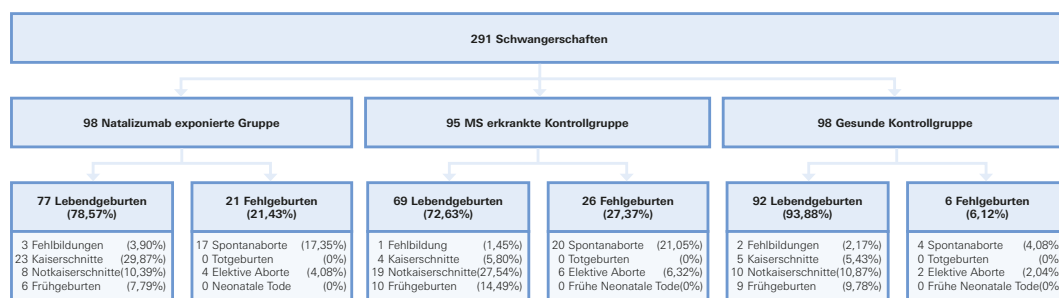 291 Schwangerschaften
98 Natalizumab exponierte Gruppe
95 MS erkrankte Kontrollgruppe
98 Gesunde Kontrollgruppe
77 Lebendgeburten
(78,57%)
3 Fehlbildungen (3,90%)
23 Kaiserschnitte (29,87%)
8 Notkaiserschnitte(10,39%)
6 Frühgeburten (7,79%)
21 Fehlgeburten
(21,43%)
17 Spontanaborte (17,35%)
0 Totgeburten (0%)
4 Elektive Aborte (4,08%)
0 Neonatale Tode (0%)
69 Lebendgeburten
(72,63%)
1 Fehlbildung (1,45%)
4 Kaiserschnitte (5,80%)
19 Notkaiserschnitte(27,54%)
10 Frühgeburten (14,49%)
26 Fehlgeburten
(27,37%)
20 Spontanaborte (21,05%)
0 Totgeburten (0%)
6 Elektive Aborte (6,32%)
0 Frühe Neonatale Tode(0%)
92 Lebendgeburten
(93,88%)
2 Fehlbildungen (2,17%)
5 Kaiserschnitte (5,43%)
10 Notkaiserschnitte(10,87%)
9 Frühgeburten (9,78%)
6 Fehlgeburten
(6,12%)
4 Spontanaborte (4,08%)
0 Totgeburten (0%)
2 Elektive Aborte (2,04%)
0 Frühe Neonatale Tode(0%)